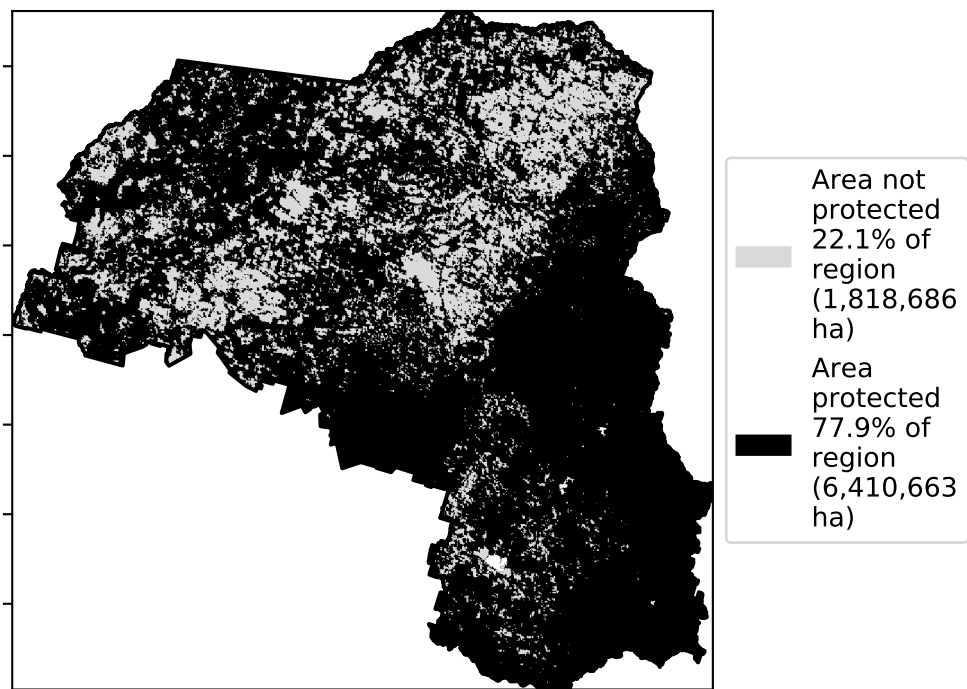 Area not
protected
22.1% of
region
(1,818,686
ha)
Area
protected
77.9% of
region
(6,410,663
ha)